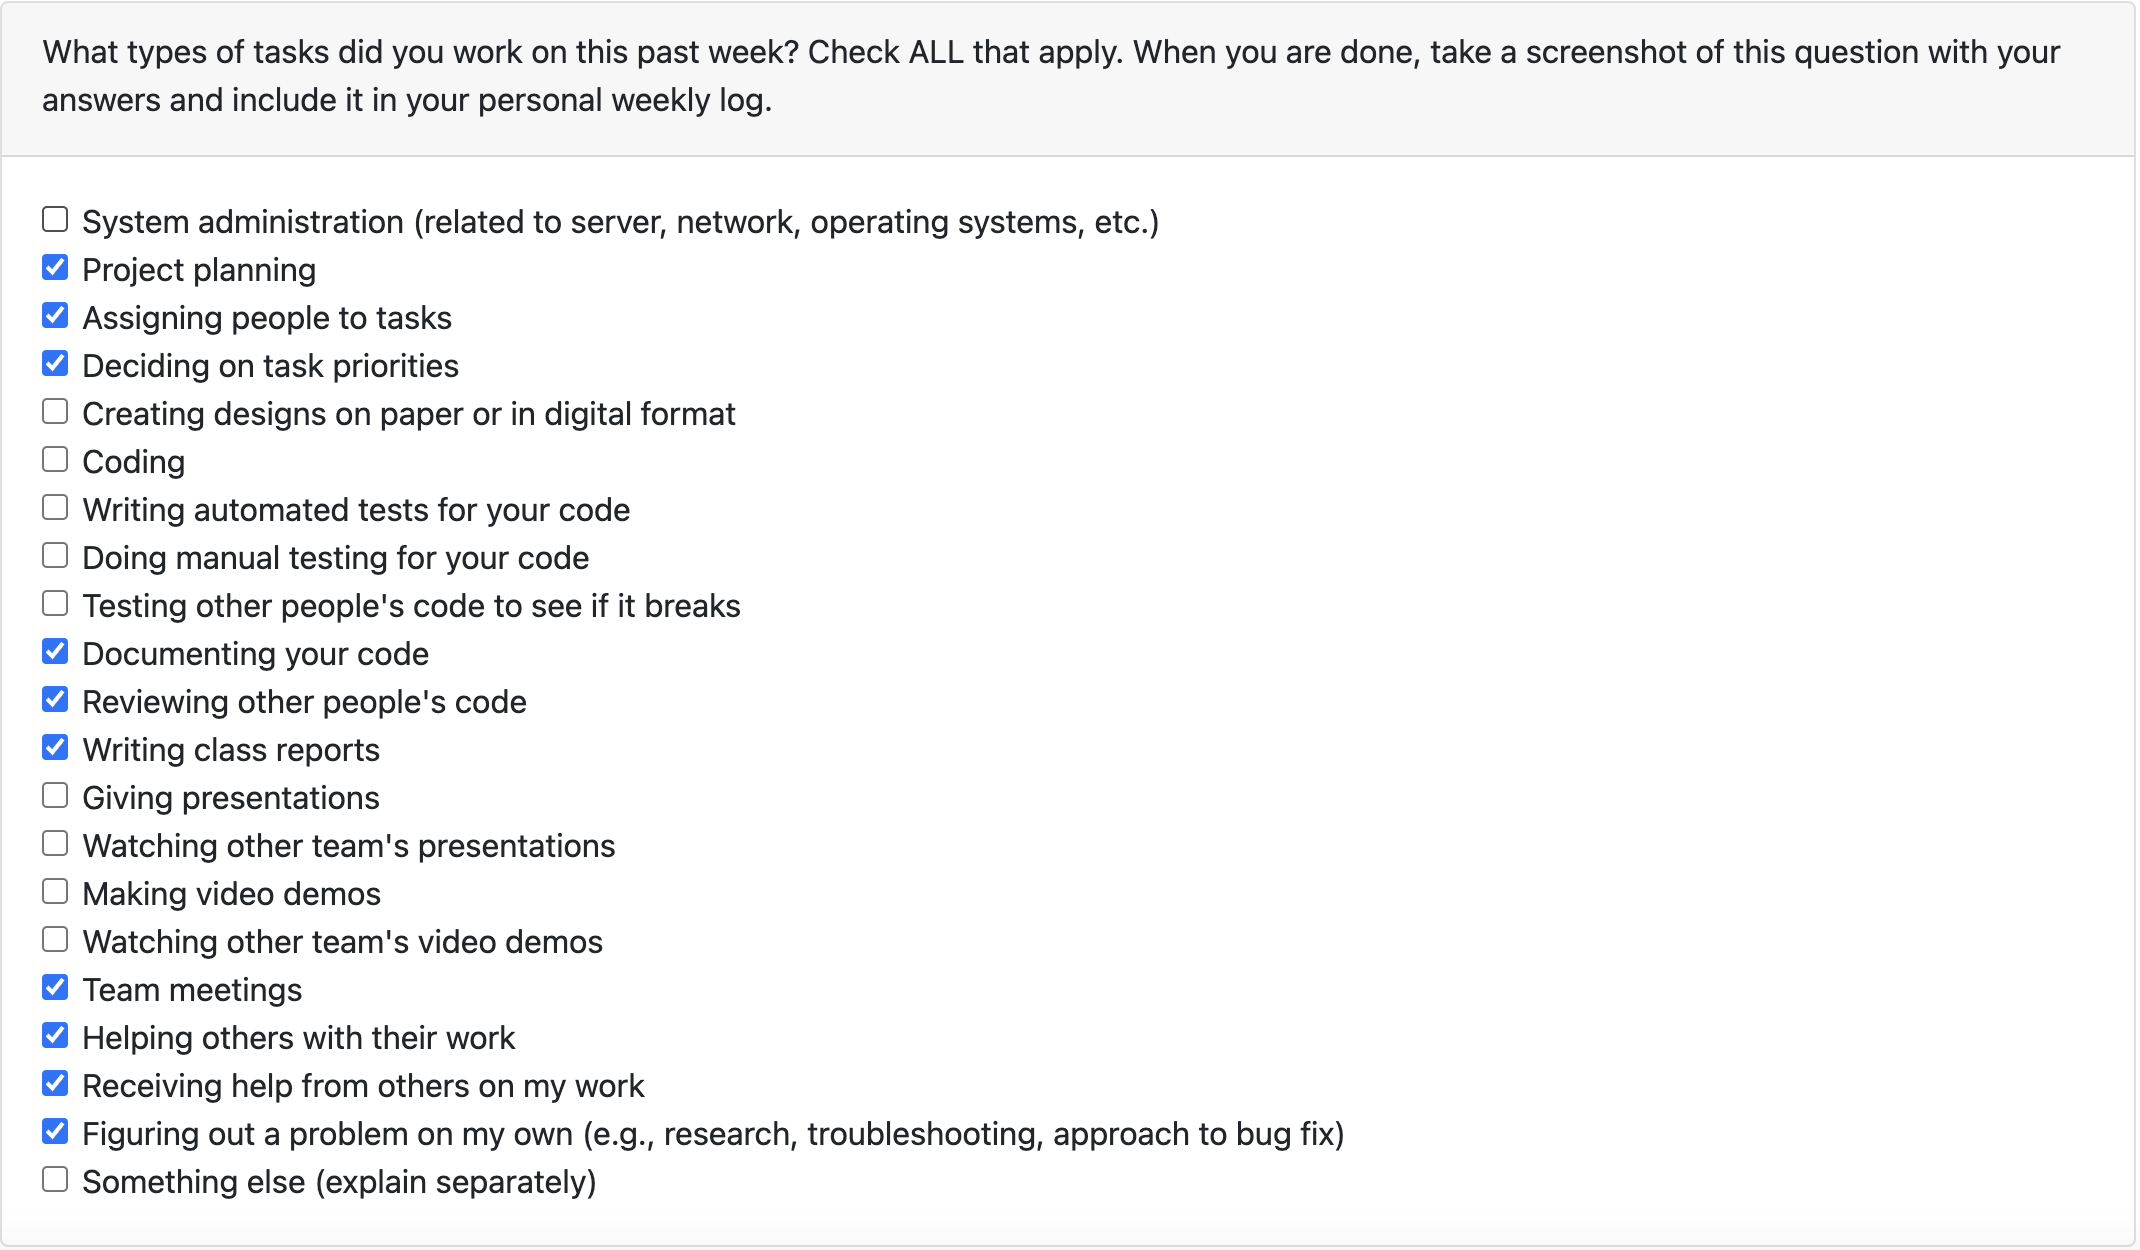 What types of tasks did you work on this past week? Check ALL that apply. When you are done, take a screenshot of this question with your
answers and include it in your personal weekly log.
System administration (related to server, network, operating systems, etc.)
Project planning
Assigning people to tasks
Deciding on task priorities
Creating designs on paper or in digital format
Coding
Writing automated tests for your code
Doing manual testing for your code
Testing other people's code to see if it breaks
Documenting your code
Reviewing other people's code
Writing class reports
Giving presentations
Watching other team's presentations
Making video demos
Watching other team's video demos
Team meetings
Helping others with their work
Receiving help from others on my work
Figuring out a problem on my own (e.g., research, troubleshooting, approach to bug fix)
Something else (explain separately)